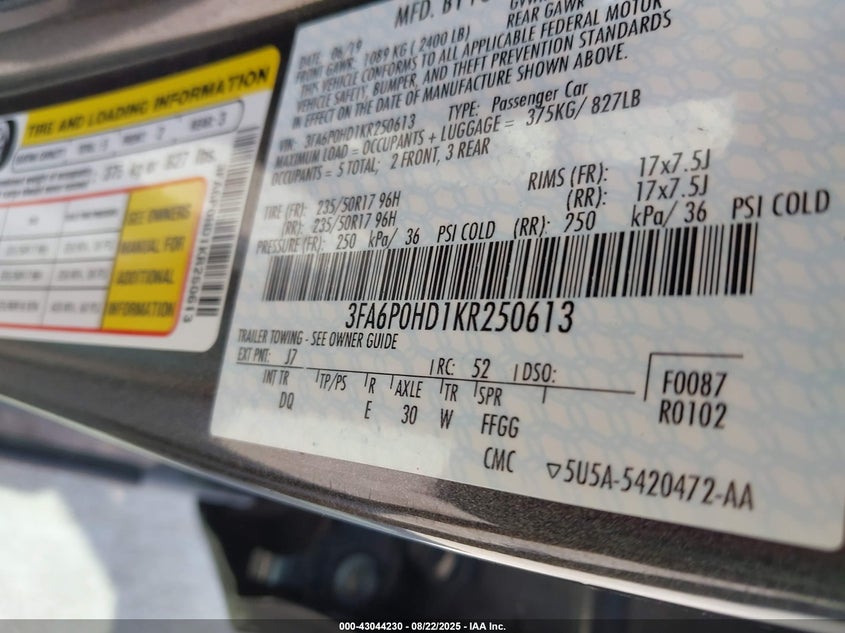 MFD. BY
REAR GAWR
DATE: 06/19
FRONT GAWR: 1089 KG ( 2400 LB)
THIS VEHICLE CONFORMS TO ALL APPLICABLE FEDERAL MOTOR
VEHICLE SAFETY, BUMPER, AND THEFT PREVENTION STANDARDS
IN EFFECT ON THE DATE OF MANUFACTURE SHOWN ABOVE.
VIN: 3FA6P0HD1KR250613 TYPE: Passenger Car
MAXIMUM LOAD = OCCUPANTS + LUGGAGE = 375KG/ 827LB
OCCUPANTS = 5 TOTAL; 2 FRONT, 3 REAR
RIMS (FR): 17x7.5J
(RR): 17x7.5J
TIRE (FR): 235/50R17 96H
(RR): 235/50R17 96H
PRESSURE (FR): 250 kPa/ 36 PSI COLD (RR): 250 kPa/ 36 PSI COLD
3FA6P0HD1KR250613
TRAILER TOWING - SEE OWNER GUIDE
EXT PNT: J7 RC: 52 DSO:
INT TR TP/PS R AXLE TR SPR
DQ E 30 W FFGG
CMC
F0087
R0102
▽5U5A-5420472-AA
TIRE AND LOADING INFORMATION
SEE OWNERS
MANUAL FOR
ADDITIONAL
INFORMATION
000-43044230 - 08/22/2025 - IAA Inc.